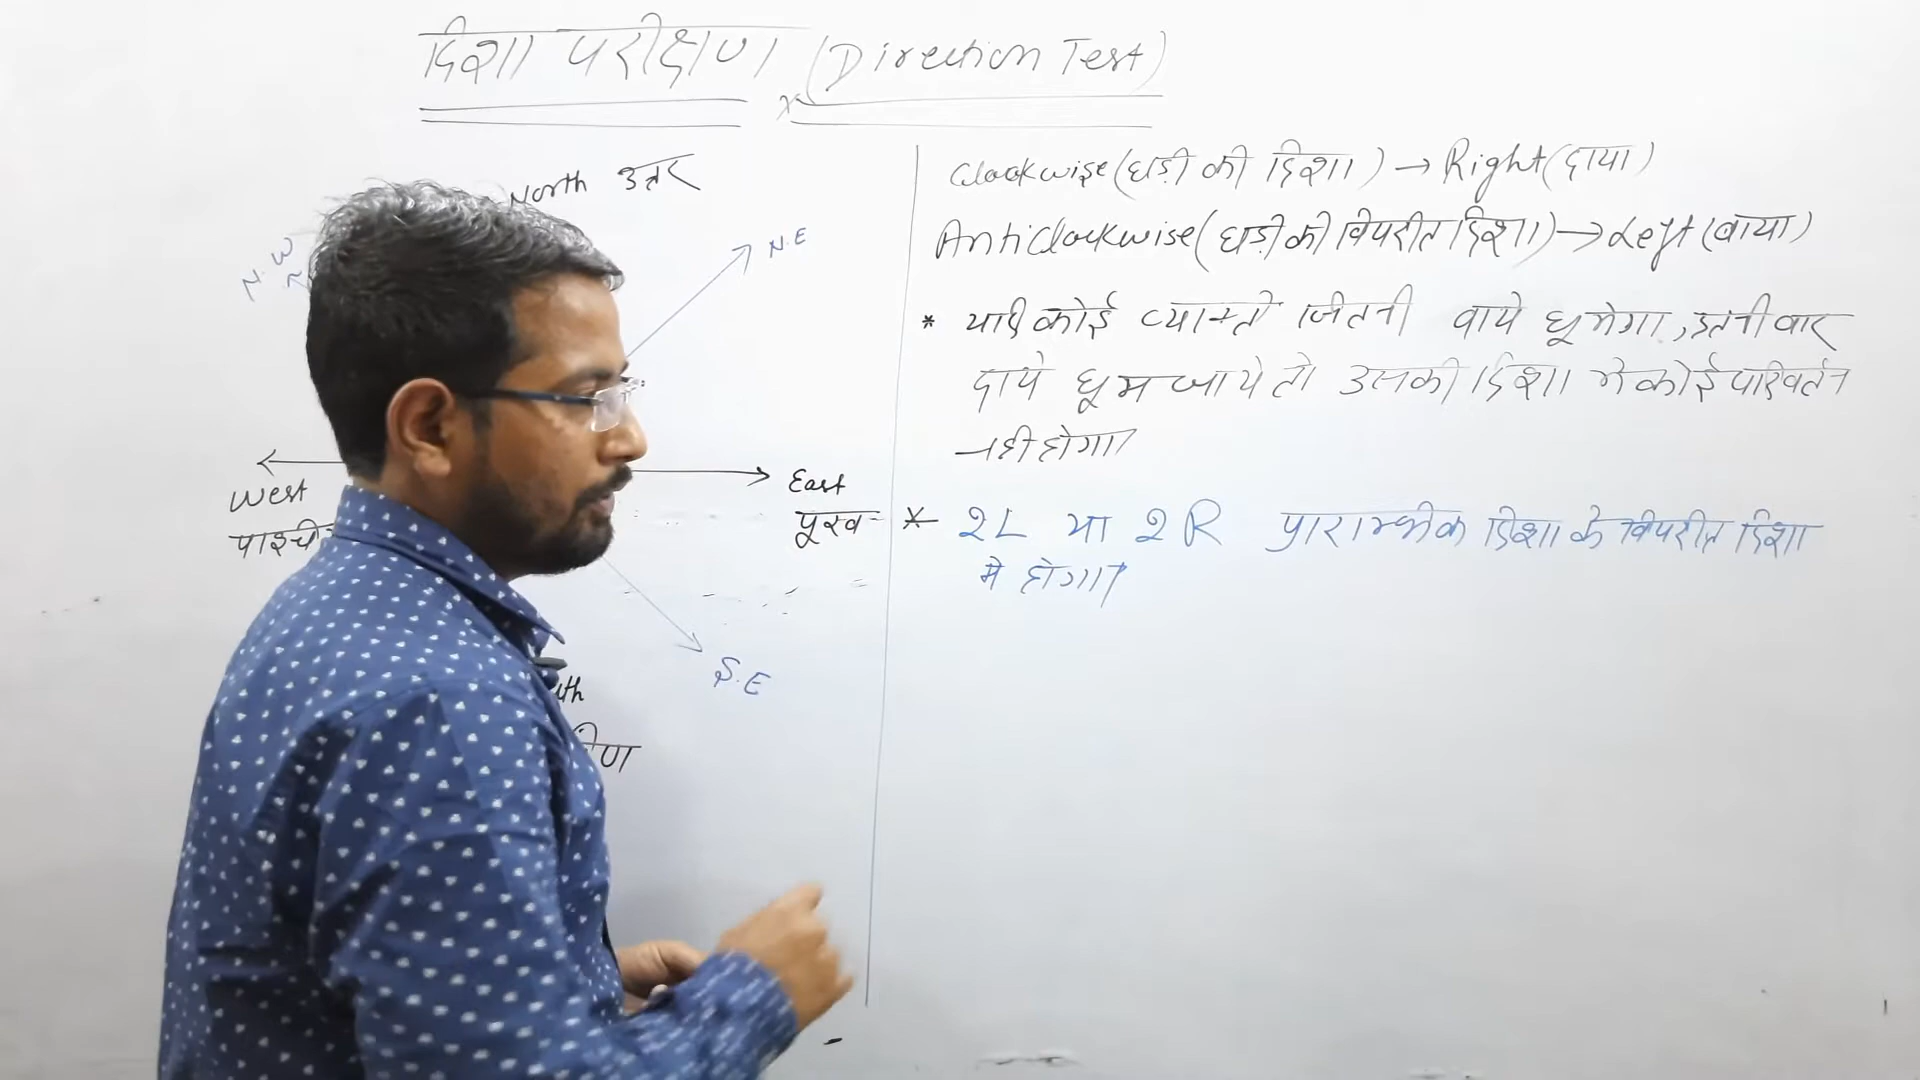 दिशा परीक्षण (Direction Test)
North उत्तर
N.W
N.E
West
पाश्ची
East
पूरब
S.E
uth
ीण
Clockwise (घड़ी की दिशा) → Right (दाया)
Anticlockwise (घड़ी की विपरीत दिशा) → Left (बाया)
* यदि कोई व्यक्ति जितनी बाये घूमेगा, उतनी बार
दाये घूम जाये तो उसकी दिशा मे कोई परिवर्तन
नही होगा
* 2L या 2R प्रारम्भीक दिशा के विपरीत दिशा
मे होगा